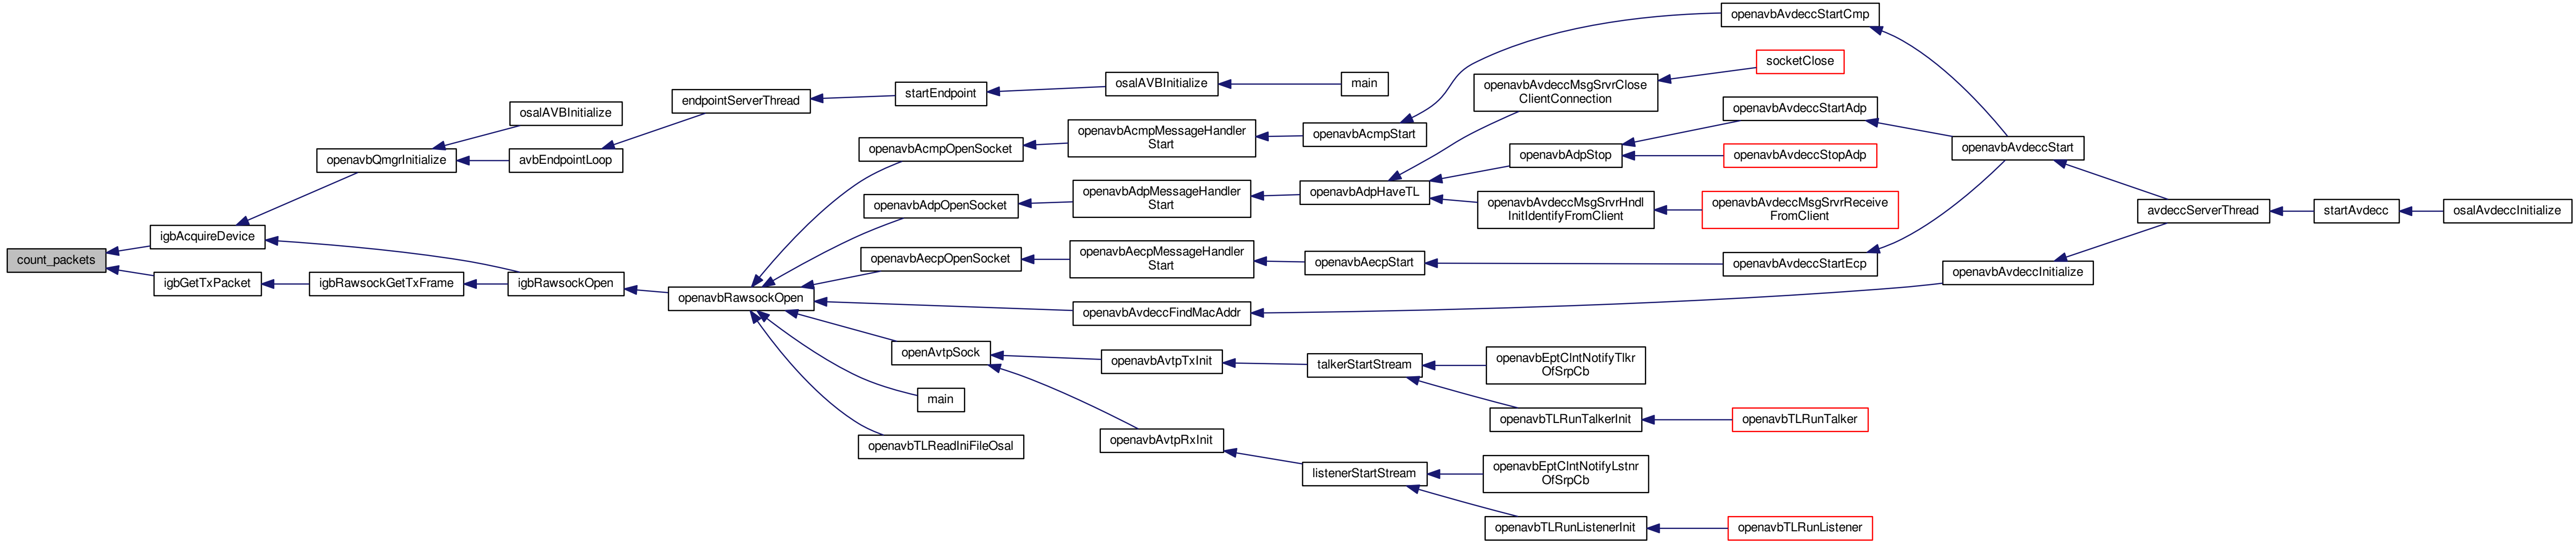 count_packets
igbAcquireDevice
igbGetTxPacket
openavbQmgrInitialize
igbRawsockGetTxFrame
osalAVBInitialize
avbEndpointLoop
igbRawsockOpen
endpointServerThread
openavbRawsockOpen
startEndpoint
openavbAcmpOpenSocket
openavbAdpOpenSocket
openavbAecpOpenSocket
openAvtpSock
main
openavbTLReadIniFileOsal
osalAVBInitialize
openavbAcmpMessageHandler
Start
openavbAdpMessageHandler
Start
openavbAecpMessageHandler
Start
openavbAvdeccFindMacAddr
openavbAvtpTxInit
openavbAvtpRxInit
main
openavbAcmpStart
openavbAdpHaveTL
openavbAecpStart
talkerStartStream
listenerStartStream
openavbAvdeccMsgSrvrClose
ClientConnection
openavbAdpStop
openavbAvdeccMsgSrvrHndl
InitIdentifyFromClient
openavbEptClntNotifyTlkr
OfSrpCb
openavbTLRunTalkerInit
openavbEptClntNotifyLstnr
OfSrpCb
openavbTLRunListenerInit
openavbAvdeccStartCmp
socketClose
openavbAvdeccStartAdp
openavbAvdeccStopAdp
openavbAvdeccMsgSrvrReceive
FromClient
openavbAvdeccStartEcp
openavbTLRunTalker
openavbTLRunListener
openavbAvdeccStart
openavbAvdeccInitialize
avdeccServerThread
startAvdecc
osalAvdeccInitialize